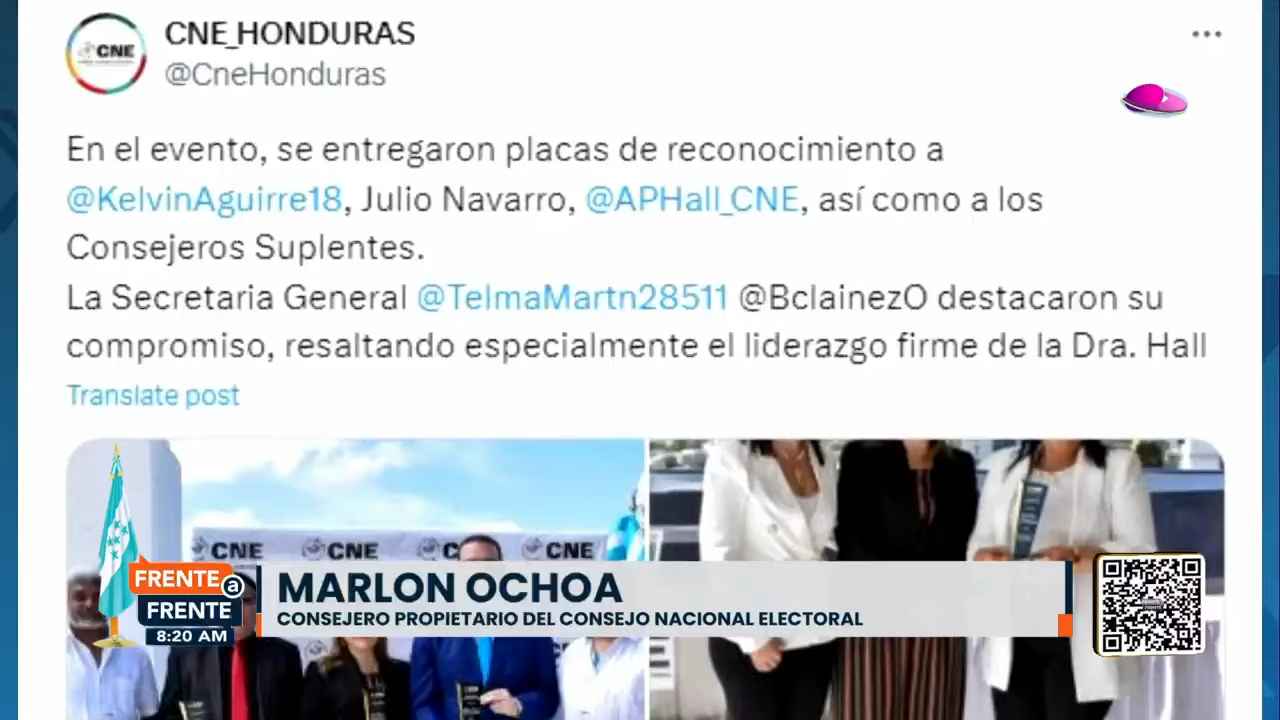 CNE_HONDURAS
@CneHonduras
CNE
En el evento, se entregaron placas de reconocimiento a
@KelvinAguirre18, Julio Navarro, @APHall_CNE, así como a los
Consejeros Suplentes.
La Secretaria General @TelmaMartn28511 @BclainezO destacaron su
compromiso, resaltando especialmente el liderazgo firme de la Dra. Hall
Translate post
CNE CNE C CNE
FRENTE a
FRENTE
8:20 AM
MARLON OCHOA
CONSEJERO PROPIETARIO DEL CONSEJO NACIONAL ELECTORAL